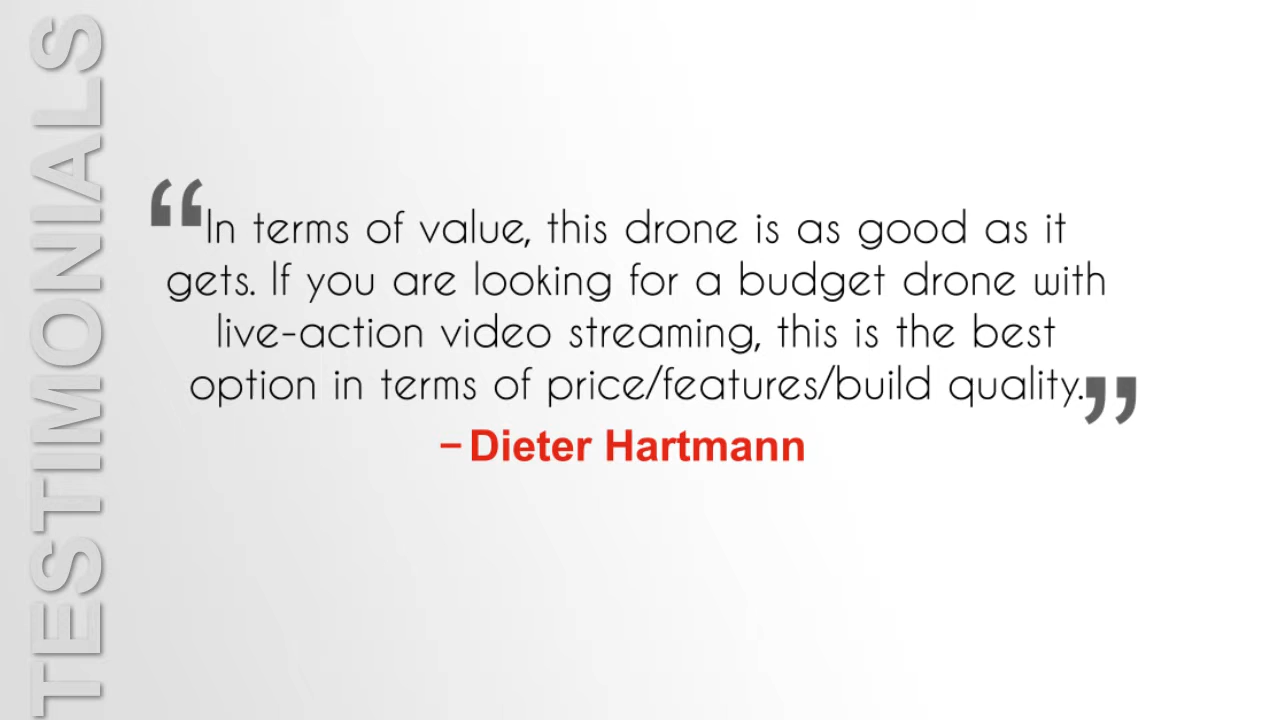 TESTIMONIALS
“In terms of value, this drone is as good as it
gets. If you are looking for a budget drone with
live-action video streaming, this is the best
option in terms of price/features/build quality.”
– Dieter Hartmann